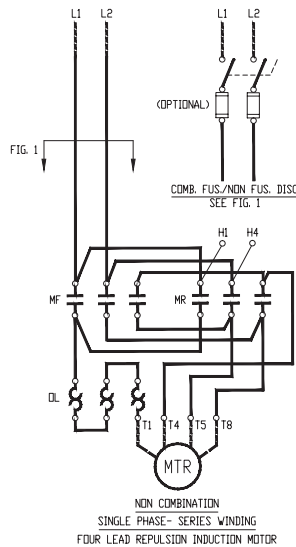 L1 L2 L1 L2
(OPTIONAL)
FIG. 1
COMB. FUS./NON FUS. DISC
SEE FIG. 1
H1 H4
MF MR
OL
T1 T4 T5 T8
MTR
NON COMBINATION
SINGLE PHASE- SERIES WINDING
FOUR LEAD REPULSION INDUCTION MOTOR